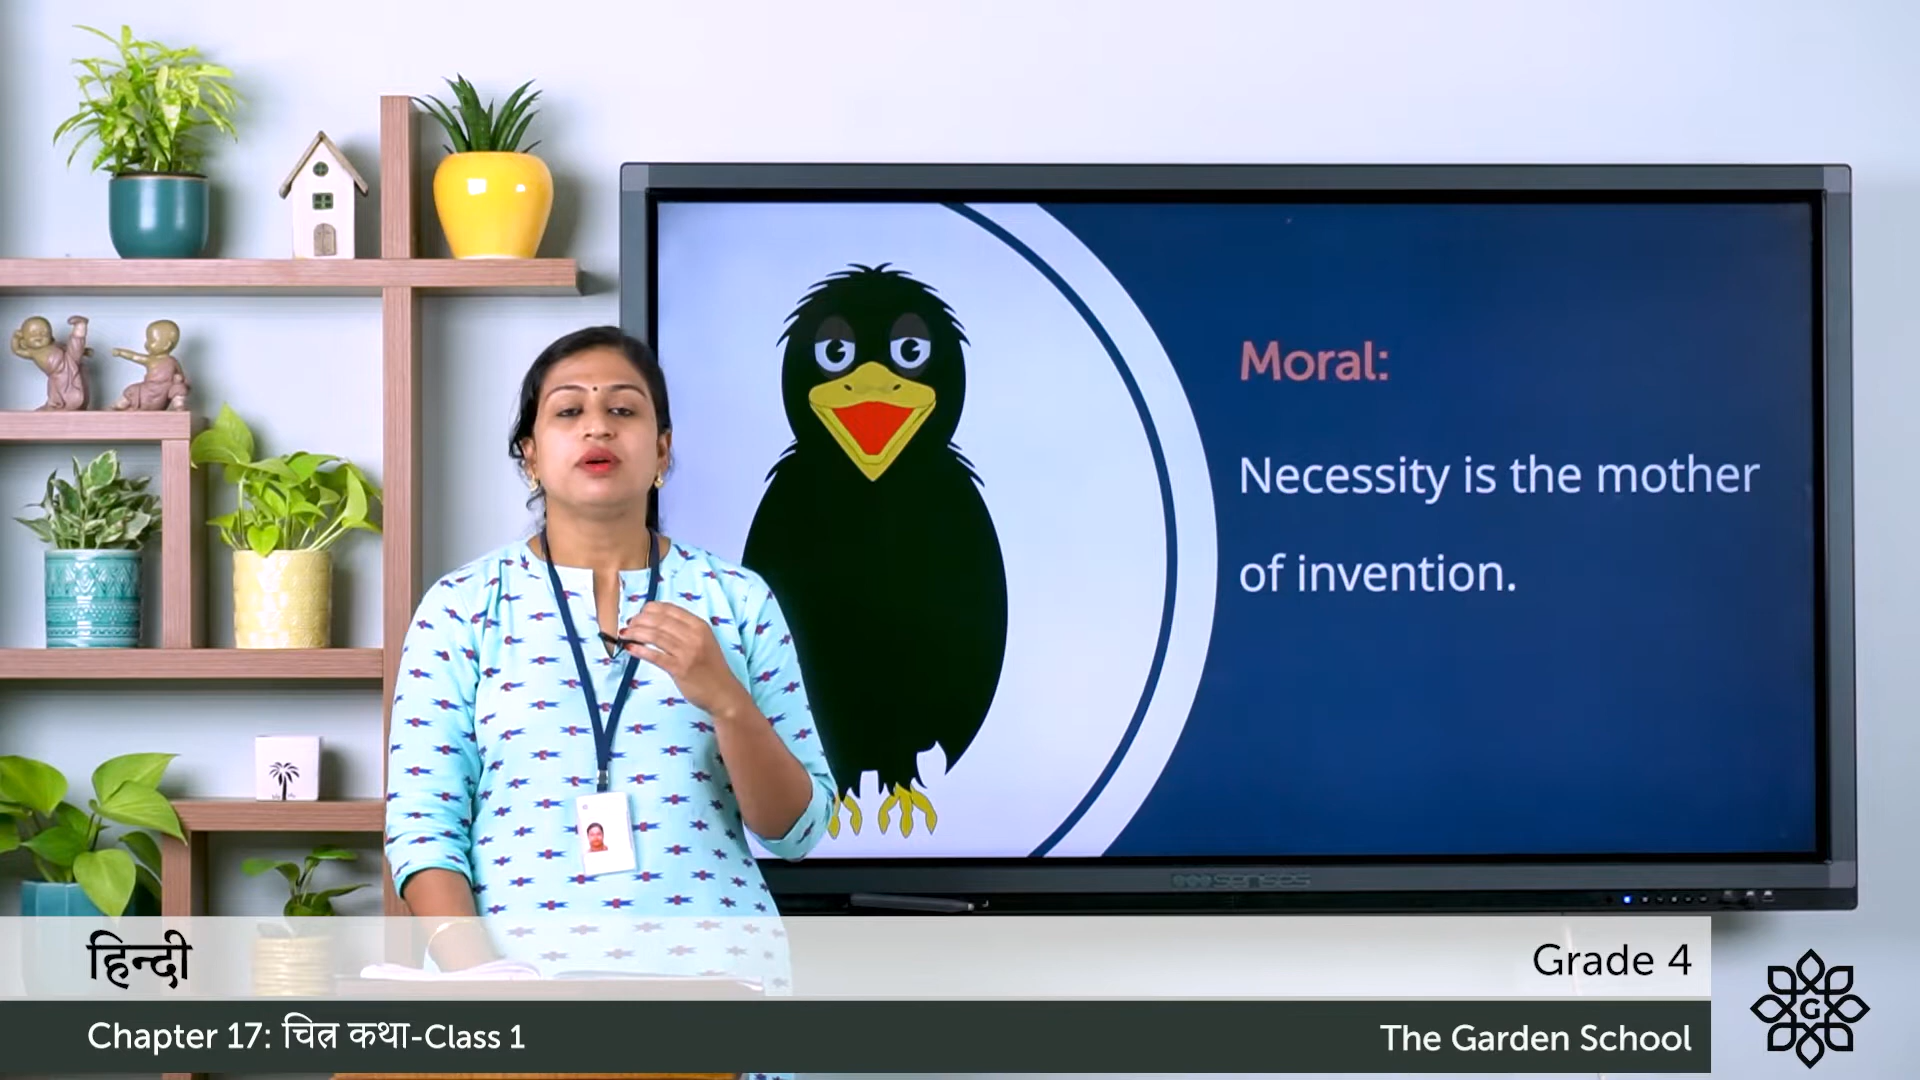 Moral:
Necessity is the mother
of invention.
हिन्दी
Grade 4
Chapter 17: चित्र कथा-Class 1
The Garden School
G